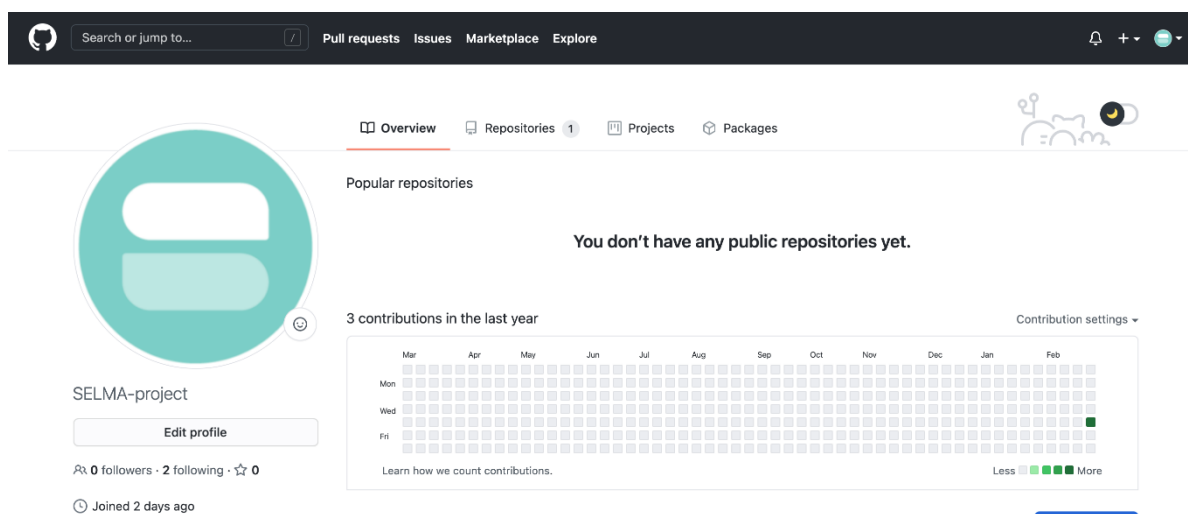 Search or jump to... /
Pull requests Issues Marketplace Explore
Overview Repositories 1 Projects Packages
Popular repositories
You don't have any public repositories yet.
3 contributions in the last year
Contribution settings
Mar Apr May Jun Jul Aug Sep Oct Nov Dec Jan Feb
Mon
Wed
Fri
Learn how we count contributions.
Less More
SELMA-project
Edit profile
0 followers · 2 following · 0
Joined 2 days ago